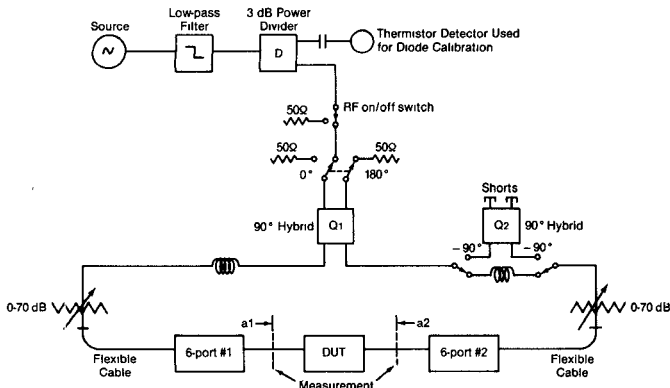 Source
Low-pass
Filter
3 dB Power
Divider
D
Thermistor Detector Used
for Diode Calibration
50Ω
RF on/off switch
50Ω
50Ω
0°
180°
Shorts
90° Hybrid
Q1
Q2
90° Hybrid
−90°
−90°
0-70 dB
0-70 dB
a1
a2
Flexible
Cable
6-port #1
DUT
6-port #2
Flexible
Cable
Measurement